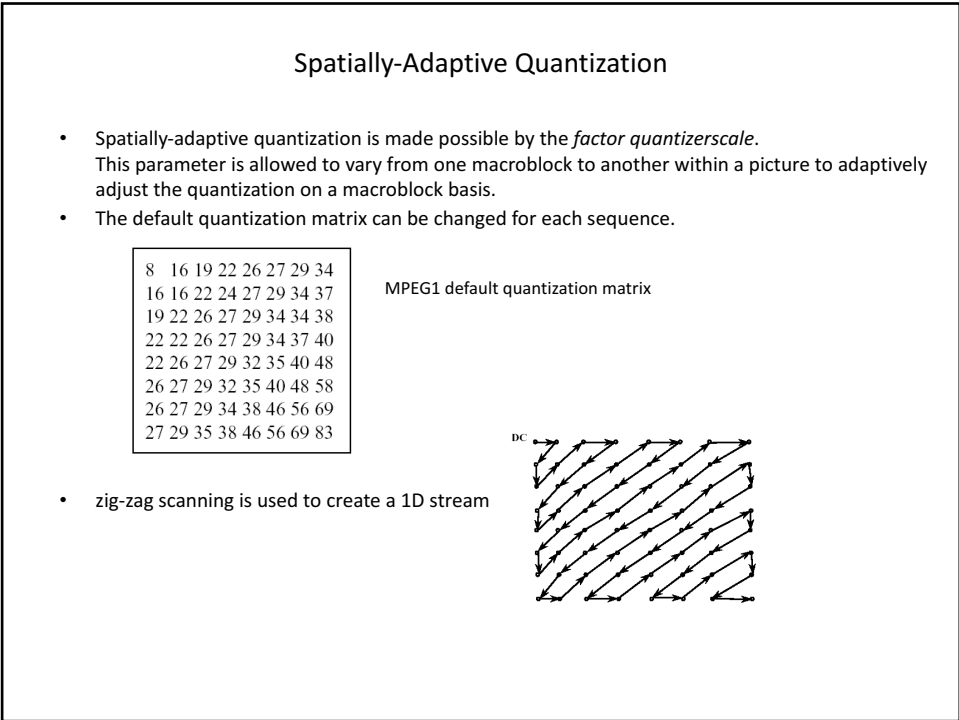 Spatially-Adaptive Quantization
• Spatially-adaptive quantization is made possible by the factor quantizerscale.
This parameter is allowed to vary from one macroblock to another within a picture to adaptively
adjust the quantization on a macroblock basis.
• The default quantization matrix can be changed for each sequence.
8 16 19 22 26 27 29 34
16 16 22 24 27 29 34 37
19 22 26 27 29 34 34 38
22 22 26 27 29 34 37 40
22 26 27 29 32 35 40 48
26 27 29 32 35 40 48 58
26 27 29 34 38 46 56 69
27 29 35 38 46 56 69 83
MPEG1 default quantization matrix
DC
• zig-zag scanning is used to create a 1D stream